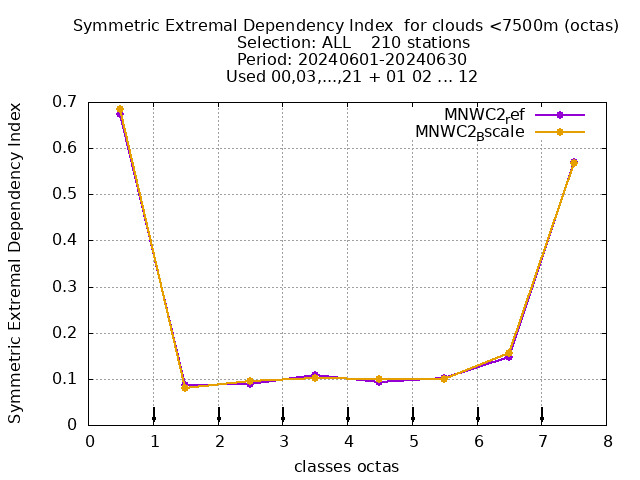 Symmetric Extremal Dependency Index  for clouds <7500m (octas)
Selection: ALL    210 stations
Period: 20240601-20240630
Used 00,03,...,21 + 01 02 ... 12
MNWC2ref
MNWC2Bscale
Symmetric Extremal Dependency Index
0.7
0.6
0.5
0.4
0.3
0.2
0.1
0
0 1 2 3 4 5 6 7 8
classes octas